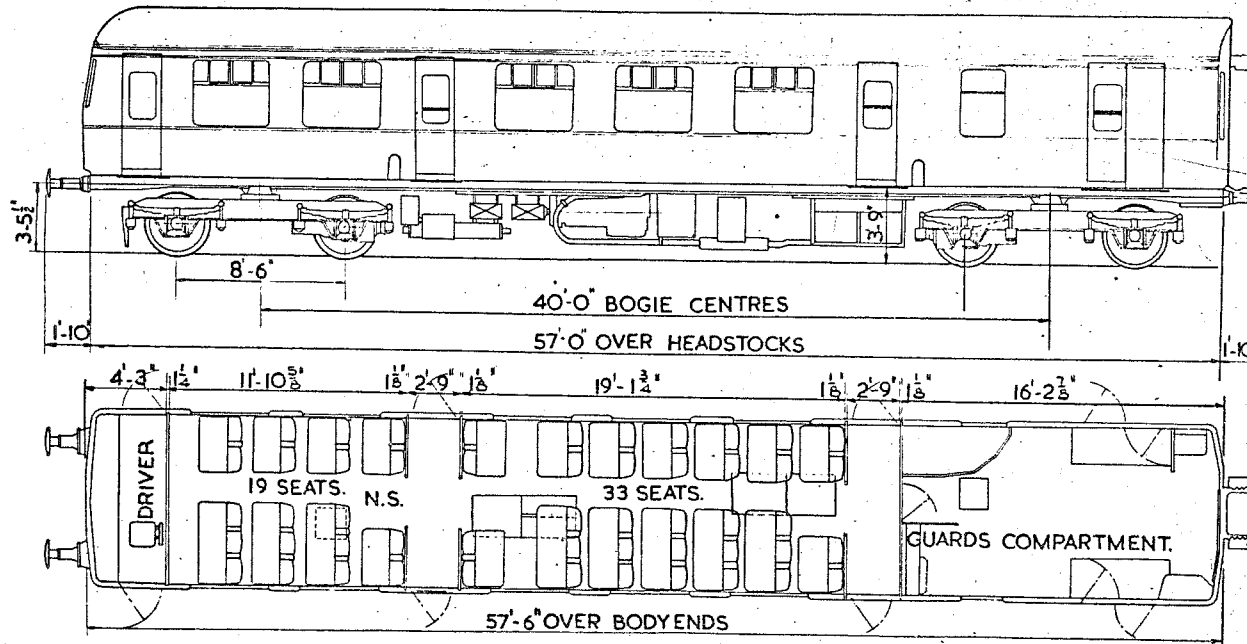 3'-5½"
8'-6"
3'-9"
40'-0" BOGIE CENTRES
1'-10"
57'-0" OVER HEADSTOCKS
1'-10
4'-3" 1¼" 11'-10⅝" 1⅛" 2'-9" 1⅛" 19'-1¾" 1⅛" 2'-9" 1⅛" 16'-2⅞"
DRIVER
19 SEATS.
N.S.
33 SEATS.
GUARDS COMPARTMENT.
57'-6" OVER BODY ENDS